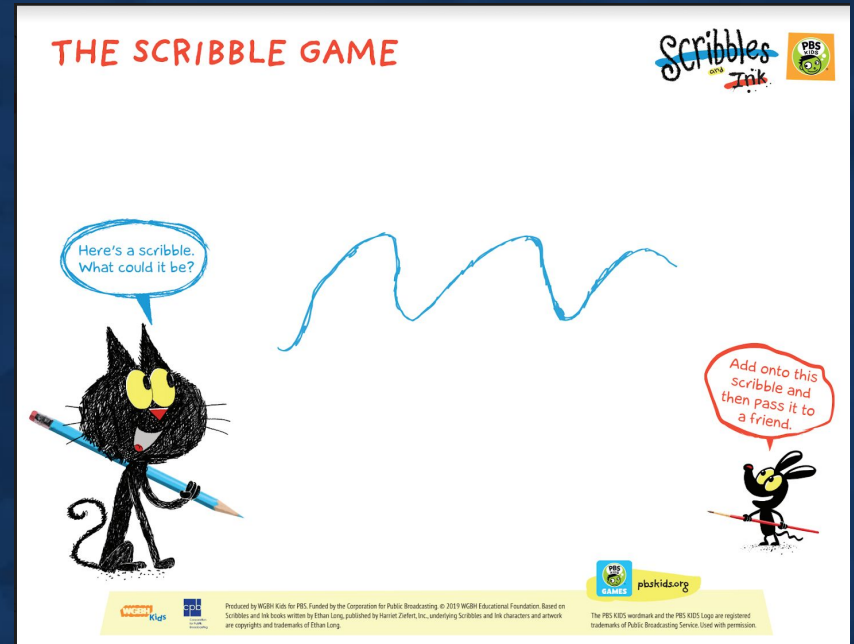 THE SCRIBBLE GAME
Scribbles
and
Ink
PBS
KIDS
Here's a scribble.
What could it be?
Add onto this
scribble and
then pass it to
a friend.
WGBH Kids
cpb
Produced by WGBH Kids for PBS. Funded by the Corporation for Public Broadcasting. © 2019 WGBH Educational Foundation. Based on
Scribbles and Ink books written by Ethan Long, published by Harriet Ziefert, Inc., underlying Scribbles and Ink characters and artwork
are copyrights and trademarks of Ethan Long.
PBS
KIDS
GAMES
pbskids.org
The PBS KIDS wordmark and the PBS KIDS Logo are registered
trademarks of Public Broadcasting Service. Used with permission.